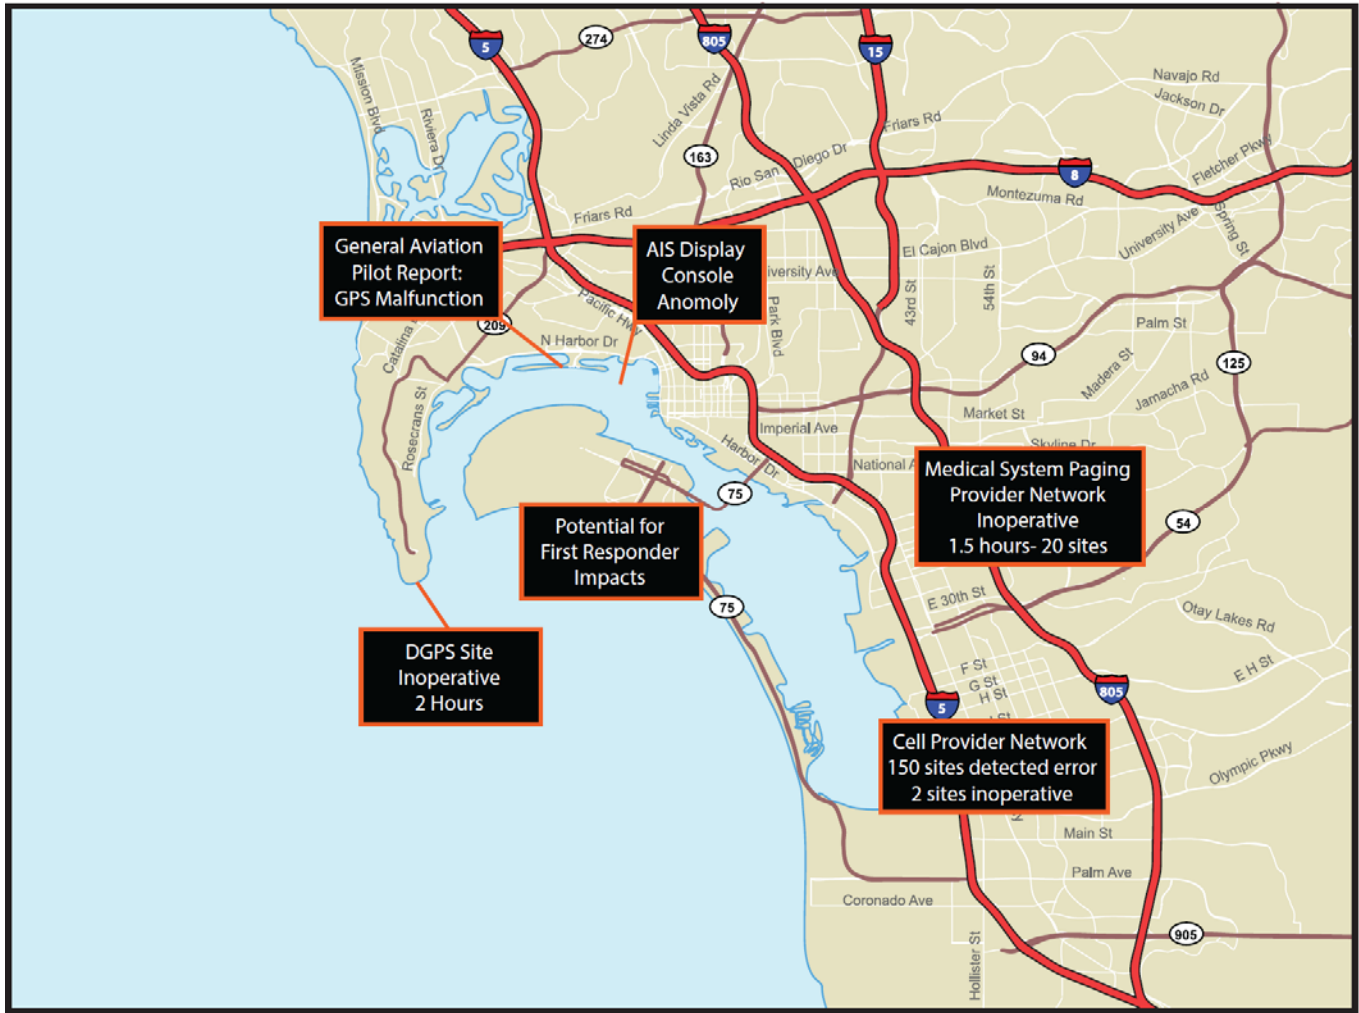 274
5
805
15
Navajo Rd
Jackson Dr
Mission Blvd
Riviera Dr
Linda Vista Rd
163
Friars Rd
Rio San Diego Dr
Fletcher Pkwy
8
Montezuma Rd
University Ave
Spring St
Friars Rd
El Cajon Blvd
General Aviation
Pilot Report:
GPS Malfunction
AIS Display
Console
Anomoly
iversity Ave
43rd St
54th St
Pacific Hwy
Park Blvd
209
Catalina
N Harbor Dr
Palm St
94
125
Madera St
Jamacha Rd
Rosecrans St
Market St
Imperial Ave
Skyline Dr
Harbor Dr
National A
75
Medical System Paging
Provider Network
Inoperative
1.5 hours- 20 sites
54
Potential for
First Responder
Impacts
E 30th St
75
Otay Lakes Rd
DGPS Site
Inoperative
2 Hours
F St
G St
H St
E H St
805
5
Cell Provider Network
150 sites detected error
2 sites inoperative
Olympic Pkwy
Main St
Palm Ave
Coronado Ave
905
Hollister St